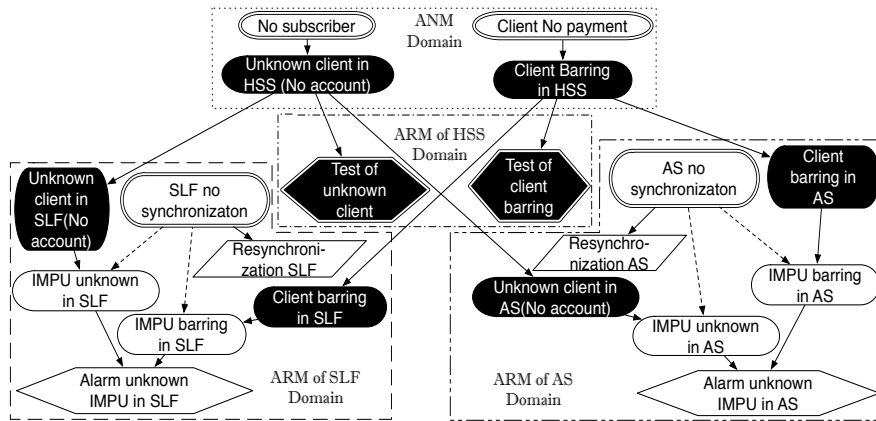 No subscriber
ANM
Domain
Client No payment
Unknown client in
HSS (No account)
Client Barring
in HSS
ARM of HSS
Domain
Unknown
client in
SLF(No
account)
SLF no
synchronizaton
Test of
unknown
client
Test of
client
barring
AS no
synchronizaton
Client
barring in
AS
Resynchroni-
zation SLF
Resynchro-
nization AS
IMPU unknown
in SLF
Client barring
in SLF
Unknown client in
AS(No account)
IMPU barring
in AS
IMPU barring
in SLF
IMPU unknown
in AS
Alarm unknown
IMPU in SLF
ARM of SLF
Domain
ARM of AS
Domain
Alarm unknown
IMPU in AS